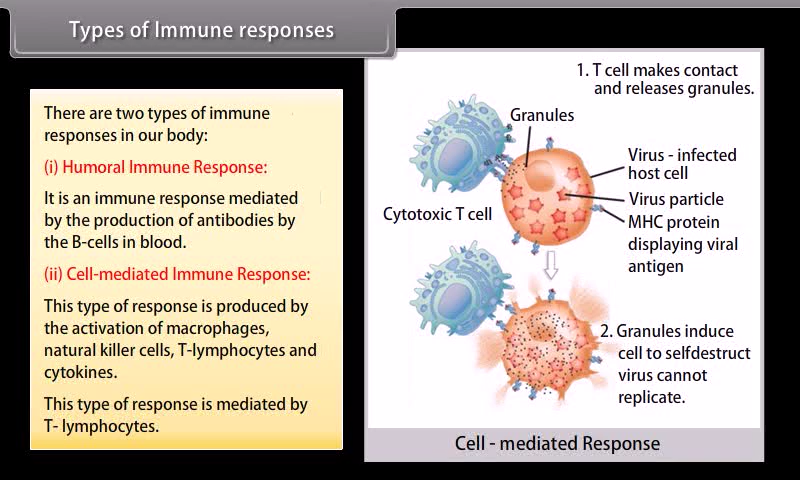 Types of Immune responses
There are two types of immune
responses in our body:
(i) Humoral Immune Response:
It is an immune response mediated
by the production of antibodies by
the B-cells in blood.
(ii) Cell-mediated Immune Response:
This type of response is produced by
the activation of macrophages,
natural killer cells, T-lymphocytes and
cytokines.
This type of response is mediated by
T- lymphocytes.
1. T cell makes contact
and releases granules.
Granules
Virus - infected
host cell
Virus particle
Cytotoxic T cell
MHC protein
displaying viral
antigen
2. Granules induce
cell to selfdestruct
virus cannot
replicate.
Cell - mediated Response